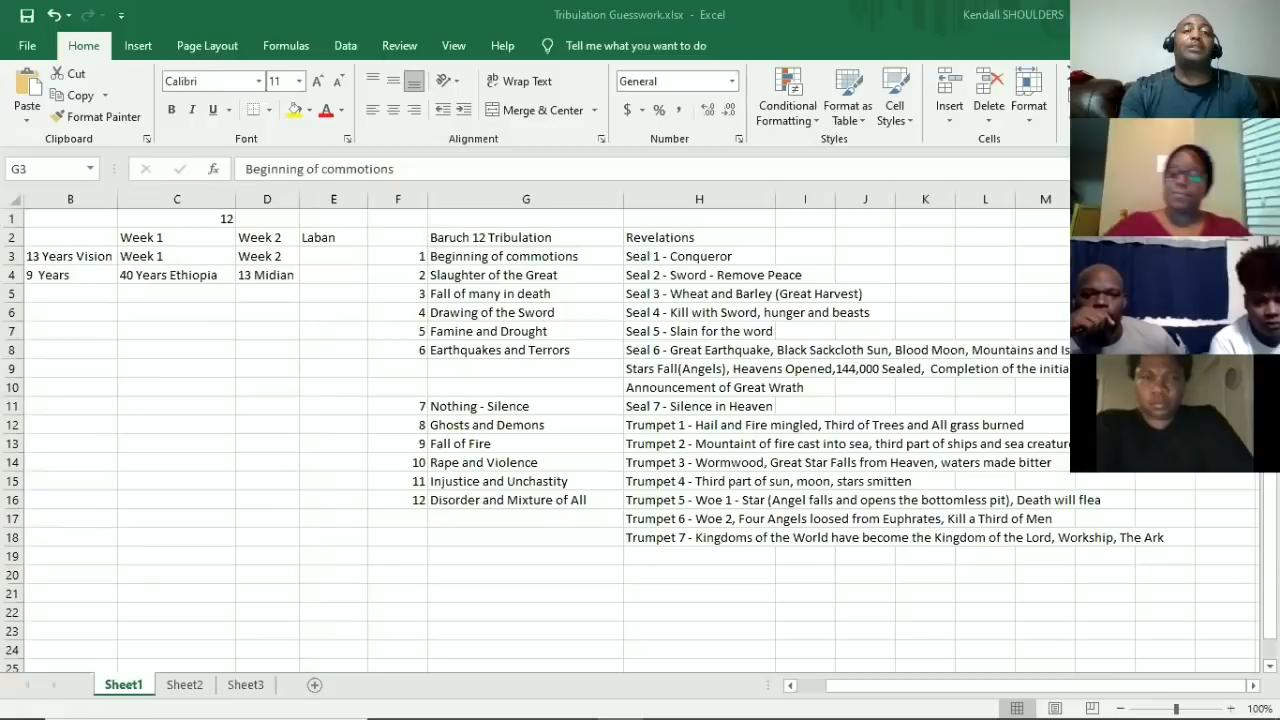 Tribulation Guesswork.xlsx - Excel
Kendall SHOULDERS
File Home Insert Page Layout Formulas Data Review View Help Tell me what you want to do
Paste
Cut
Copy
Format Painter
Calibri 11
B I U
Wrap Text
Merge & Center
General
$ %
Conditional Formatting
Format as Table
Cell Styles
Insert Delete Format
Clipboard Font Alignment Number Styles Cells
G3 fx Beginning of commotions
B C D E F G H I J K L M
1 12
2 Week 1 Week 2 Laban Baruch 12 Tribulation Revelations
3 13 Years Vision Week 1 Week 2 1 Beginning of commotions Seal 1 - Conqueror
4 9 Years 40 Years Ethiopia 13 Midian 2 Slaughter of the Great Seal 2 - Sword - Remove Peace
5 3 Fall of many in death Seal 3 - Wheat and Barley (Great Harvest)
6 4 Drawing of the Sword Seal 4 - Kill with Sword, hunger and beasts
7 5 Famine and Drought Seal 5 - Slain for the word
8 6 Earthquakes and Terrors Seal 6 - Great Earthquake, Black Sackcloth Sun, Blood Moon, Mountains and Is
9 Stars Fall(Angels), Heavens Opened,144,000 Sealed, Completion of the initia
10 Announcement of Great Wrath
11 7 Nothing - Silence Seal 7 - Silence in Heaven
12 8 Ghosts and Demons Trumpet 1 - Hail and Fire mingled, Third of Trees and All grass burned
13 9 Fall of Fire Trumpet 2 - Mountaint of fire cast into sea, third part of ships and sea creatur
14 10 Rape and Violence Trumpet 3 - Wormwood, Great Star Falls from Heaven, waters made bitter
15 11 Injustice and Unchastity Trumpet 4 - Third part of sun, moon, stars smitten
16 12 Disorder and Mixture of All Trumpet 5 - Woe 1 - Star (Angel falls and opens the bottomless pit), Death will flea
17 Trumpet 6 - Woe 2, Four Angels loosed from Euphrates, Kill a Third of Men
18 Trumpet 7 - Kingdoms of the World have become the Kingdom of the Lord, Workship, The Ark
19
20
21
22
23
24
25
Sheet1 Sheet2 Sheet3
100%